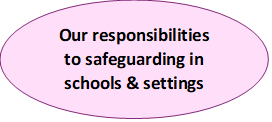 Our responsibilities
to safeguarding in
schools & settings